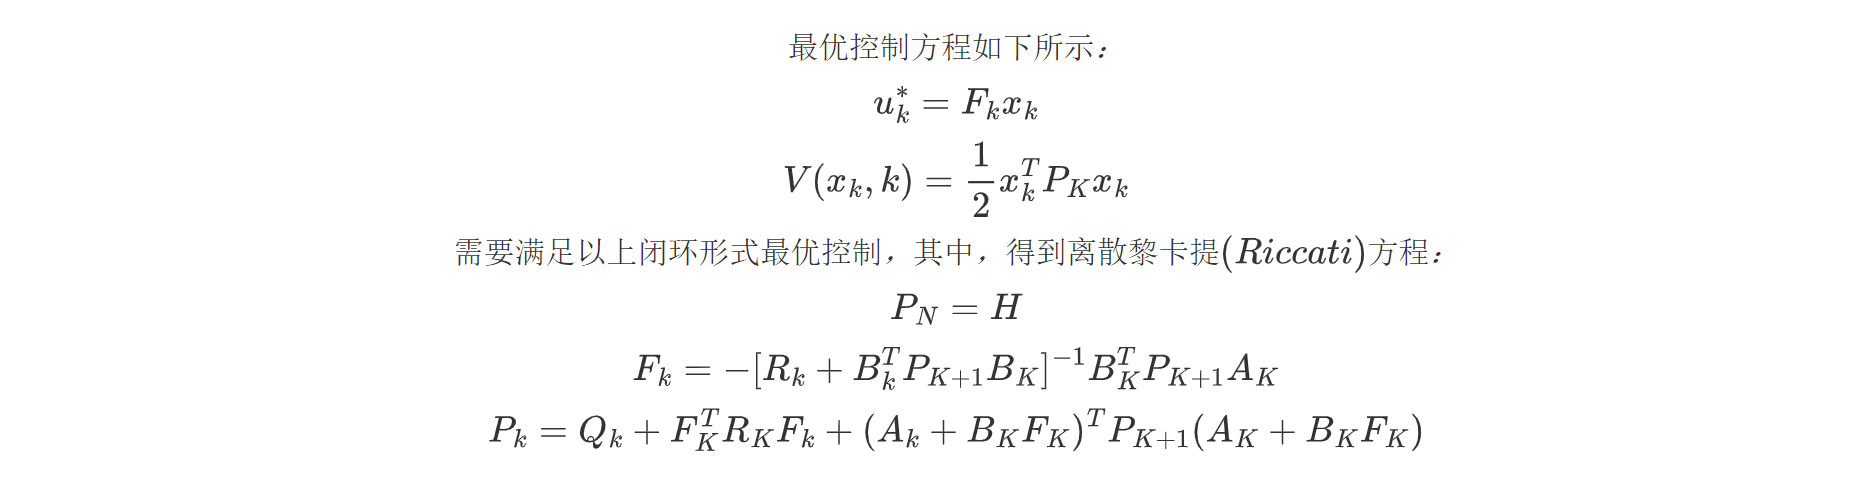 最优控制方程如下所示：
$u_k^* = F_k x_k$
$V(x_k, k) = \frac{1}{2} x_k^T P_K x_k$
需要满足以上闭环形式最优控制，其中，得到离散黎卡提$(Riccati)$方程：
$P_N = H$
$F_k = -[R_k + B_k^T P_{K+1} B_K]^{-1} B_K^T P_{K+1} A_K$
$P_k = Q_k + F_K^T R_K F_k + (A_k + B_K F_K)^T P_{K+1} (A_K + B_K F_K)$